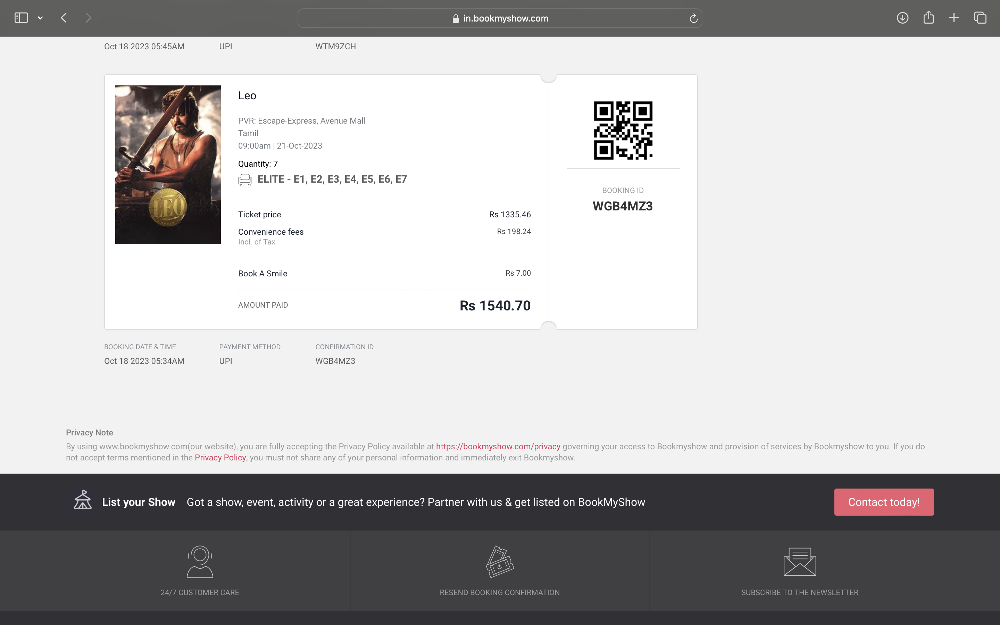 in.bookmyshow.com
Oct 18 2023 05:45AM UPI WTM9ZCH
Leo
PVR: Escape-Express, Avenue Mall
Tamil
09:00am | 21-Oct-2023
Quantity: 7
ELITE - E1, E2, E3, E4, E5, E6, E7
LEO
Ticket price Rs 1335.46
Convenience fees Rs 198.24
Incl. of Tax
Book A Smile Rs 7.00
AMOUNT PAID Rs 1540.70
BOOKING ID
WGB4MZ3
BOOKING DATE & TIME PAYMENT METHOD CONFIRMATION ID
Oct 18 2023 05:34AM UPI WGB4MZ3
Privacy Note
By using www.bookmyshow.com(our website), you are fully accepting the Privacy Policy available at https://bookmyshow.com/privacy governing your access to Bookmyshow and provision of services by Bookmyshow to you. If you do
not accept terms mentioned in the Privacy Policy, you must not share any of your personal information and immediately exit Bookmyshow.
List your Show Got a show, event, activity or a great experience? Partner with us & get listed on BookMyShow Contact today!
24/7 CUSTOMER CARE RESEND BOOKING CONFIRMATION SUBSCRIBE TO THE NEWSLETTER